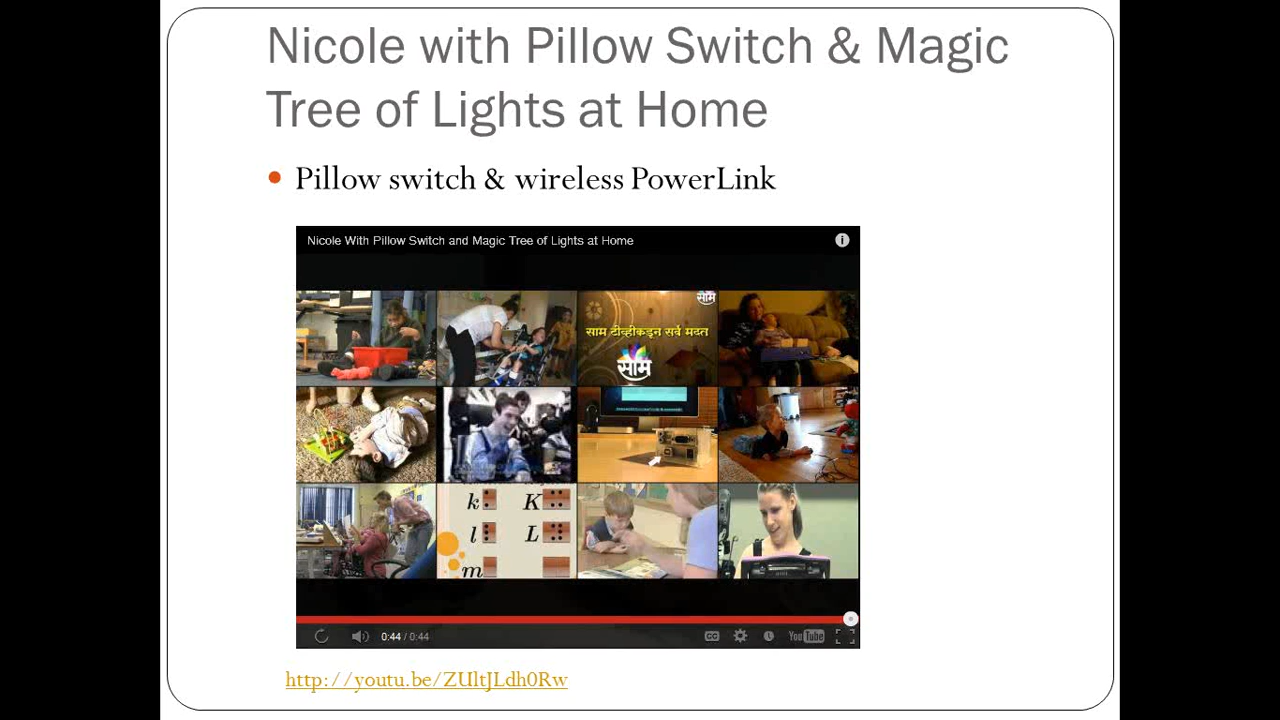 Nicole with Pillow Switch & Magic
Tree of Lights at Home
Pillow switch & wireless PowerLink
Nicole With Pillow Switch and Magic Tree of Lights at Home
साम
साम टीव्हीकडून सर्व मदत
साम
k K
l L
m
0:44 / 0:44
CC
YouTube
http://youtu.be/ZUltJLdh0Rw